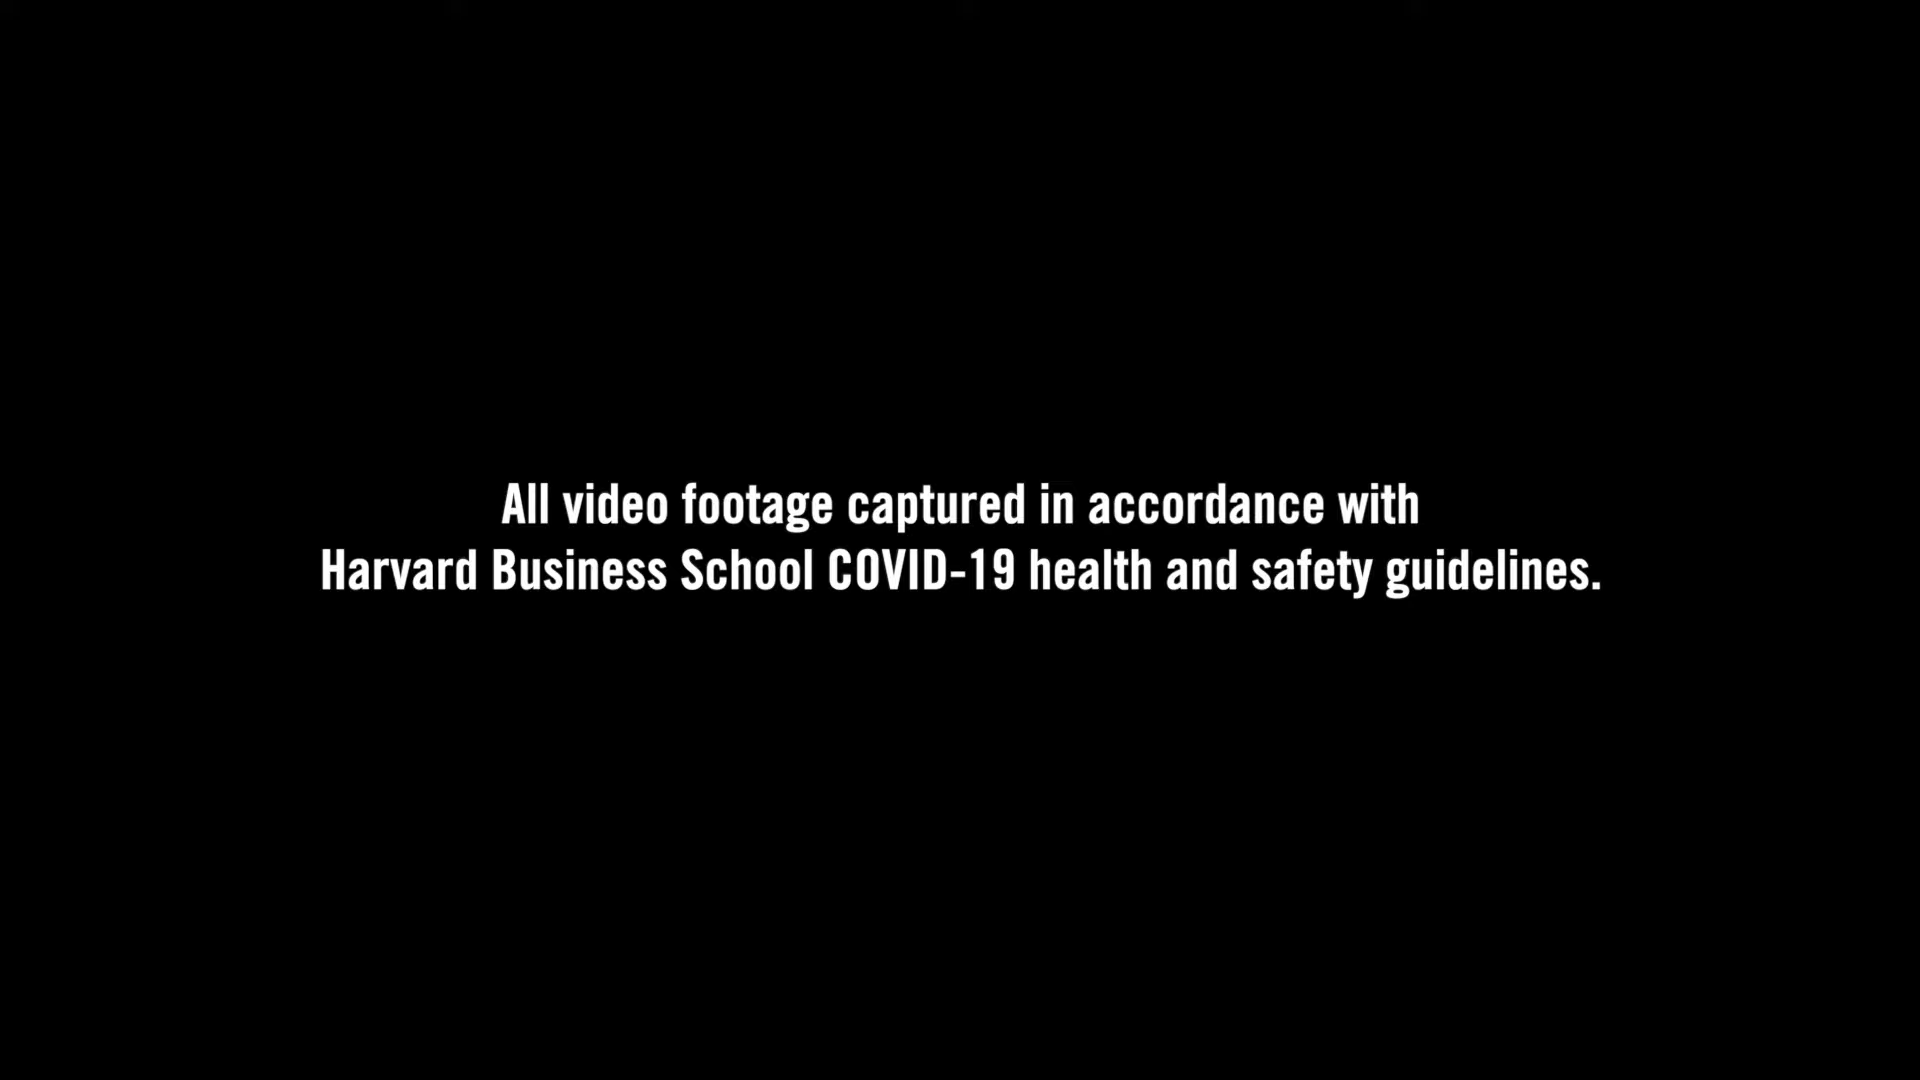 All video footage captured in accordance with
Harvard Business School COVID-19 health and safety guidelines.